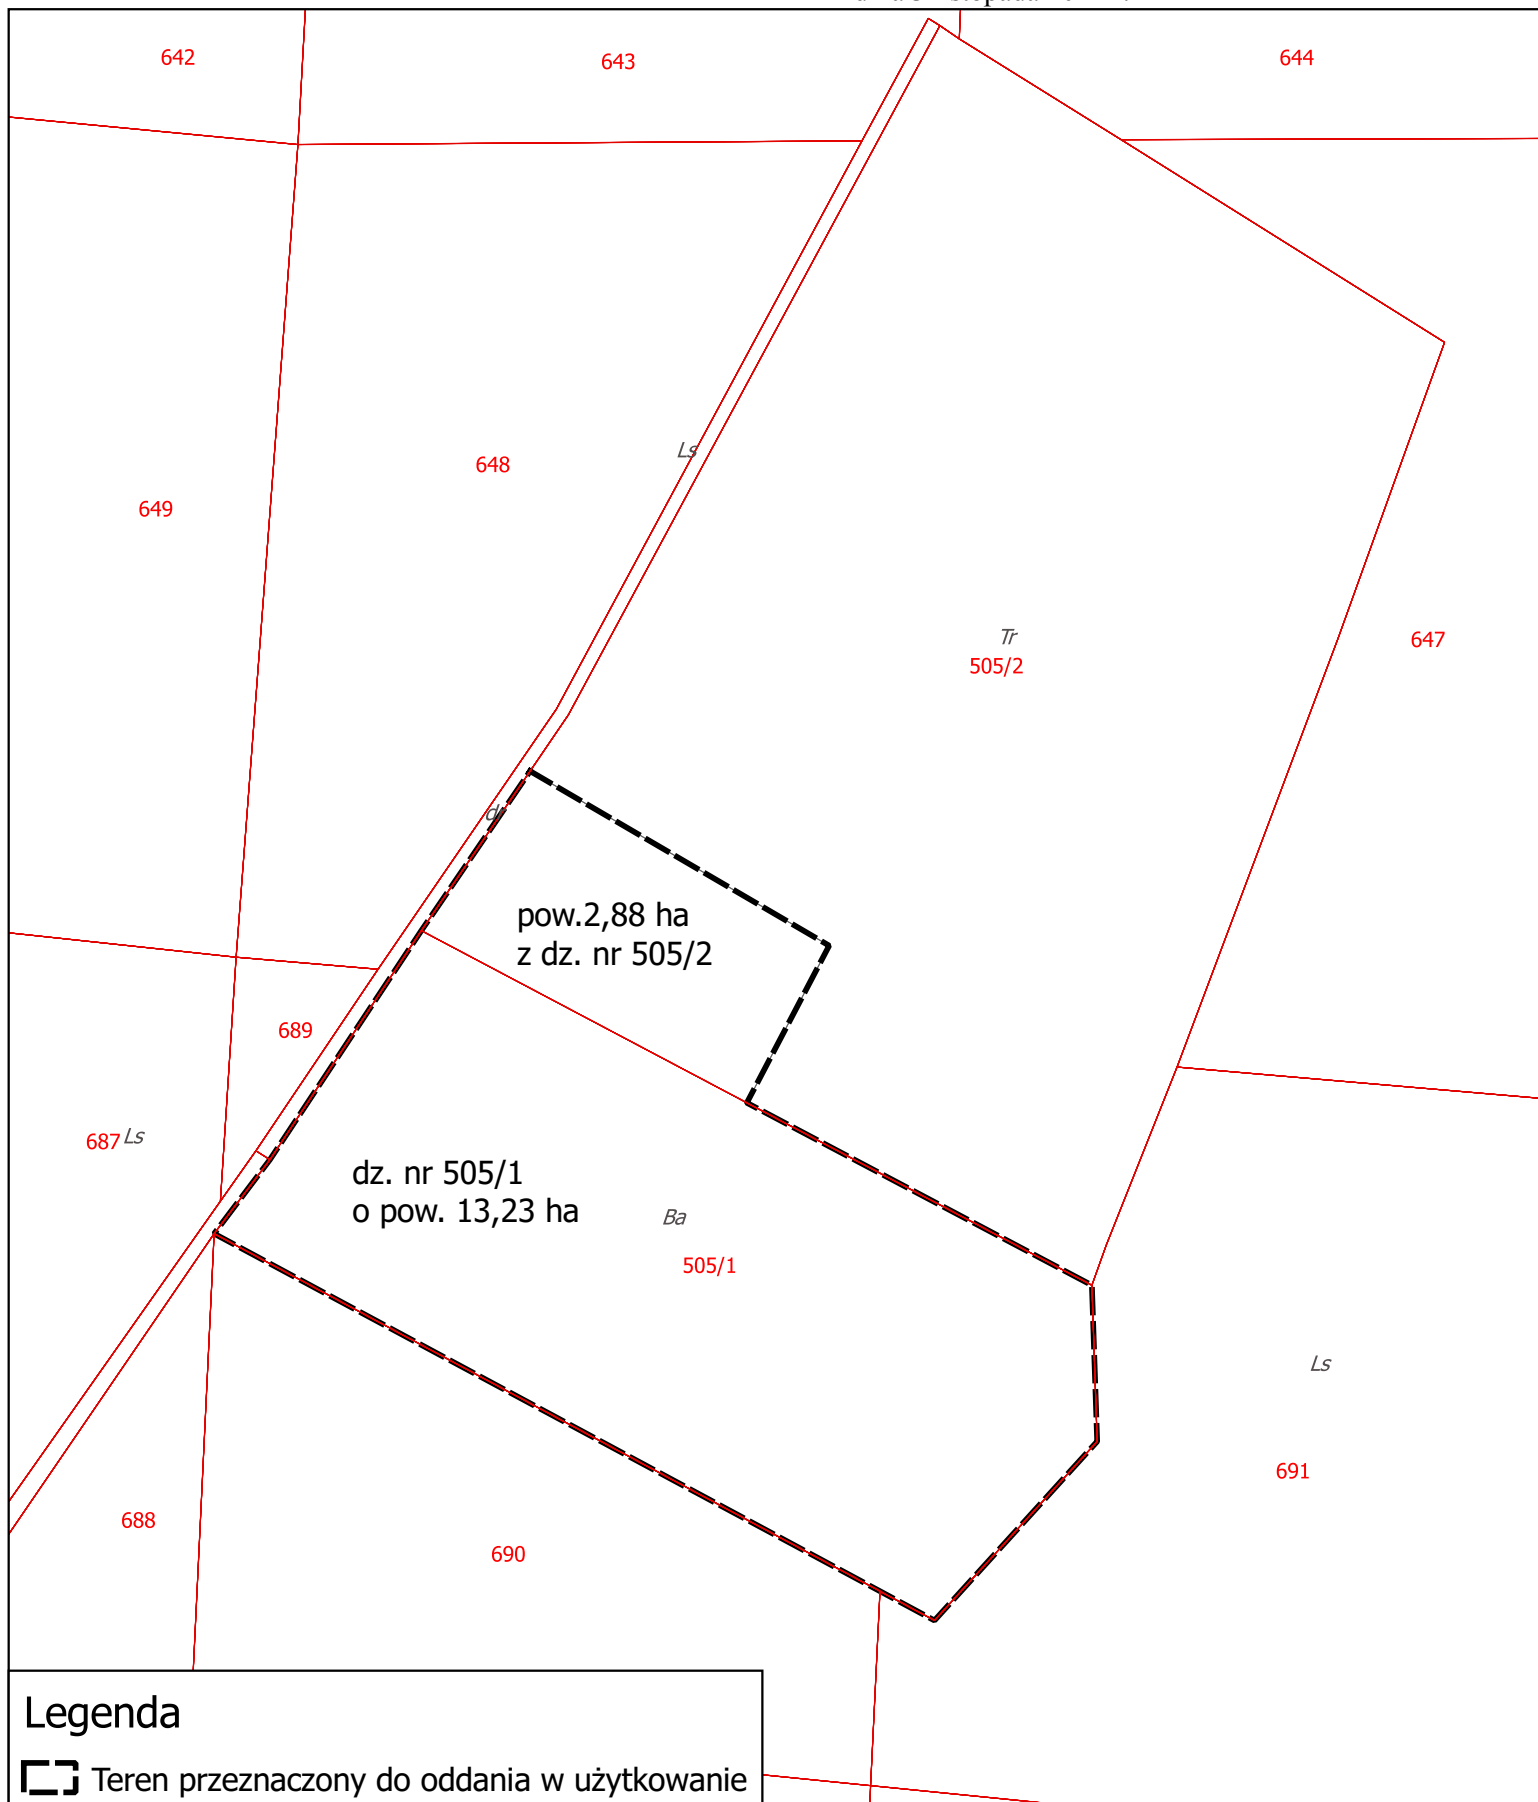 642
643
644
Ls
648
649
Tr
505/2
647
pow.2,88 ha
z dz. nr 505/2
689
687
Ls
dz. nr 505/1
o pow. 13,23 ha
Ba
505/1
Ls
691
688
690
Legenda
Teren przeznaczony do oddania w użytkowanie